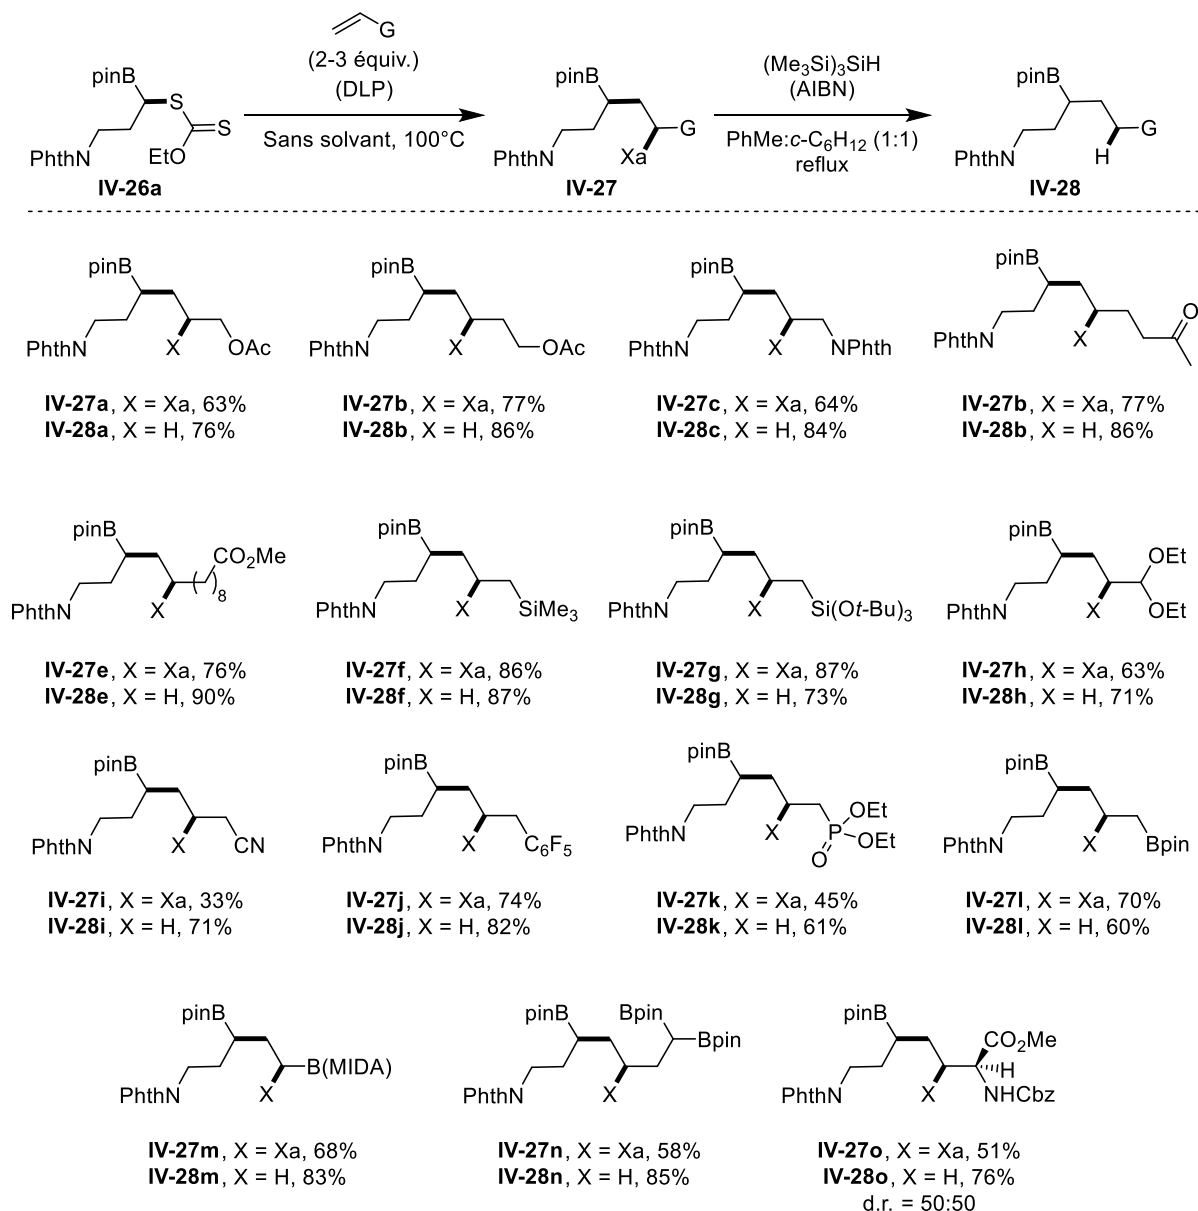 G
(2-3 équiv.)
(DLP)
Sans solvant, 100°C
pinB
S
S
EtO
PhthN
IV-26a
pinB
G
Xa
PhthN
IV-27
(Me3Si)3SiH
(AIBN)
PhMe:c-C6H12 (1:1)
reflux
pinB
G
H
PhthN
IV-28
pinB
PhthN
X
OAc
IV-27a, X = Xa, 63%
IV-28a, X = H, 76%
pinB
PhthN
X
OAc
IV-27b, X = Xa, 77%
IV-28b, X = H, 86%
pinB
PhthN
X
NPhth
IV-27c, X = Xa, 64%
IV-28c, X = H, 84%
pinB
O
PhthN
X
IV-27b, X = Xa, 77%
IV-28b, X = H, 86%
pinB
CO2Me
( )8
PhthN
X
IV-27e, X = Xa, 76%
IV-28e, X = H, 90%
pinB
PhthN
X
SiMe3
IV-27f, X = Xa, 86%
IV-28f, X = H, 87%
pinB
PhthN
X
Si(Ot-Bu)3
IV-27g, X = Xa, 87%
IV-28g, X = H, 73%
pinB
OEt
PhthN
X
OEt
IV-27h, X = Xa, 63%
IV-28h, X = H, 71%
pinB
PhthN
X
CN
IV-27i, X = Xa, 33%
IV-28i, X = H, 71%
pinB
PhthN
X
C6F5
IV-27j, X = Xa, 74%
IV-28j, X = H, 82%
pinB
OEt
PhthN
X
P
OEt
O
IV-27k, X = Xa, 45%
IV-28k, X = H, 61%
pinB
PhthN
X
Bpin
IV-27l, X = Xa, 70%
IV-28l, X = H, 60%
pinB
B(MIDA)
PhthN
X
IV-27m, X = Xa, 68%
IV-28m, X = H, 83%
pinB
Bpin
Bpin
PhthN
X
IV-27n, X = Xa, 58%
IV-28n, X = H, 85%
pinB
CO2Me
H
PhthN
X
NHCbz
IV-27o, X = Xa, 51%
IV-28o, X = H, 76%
d.r. = 50:50